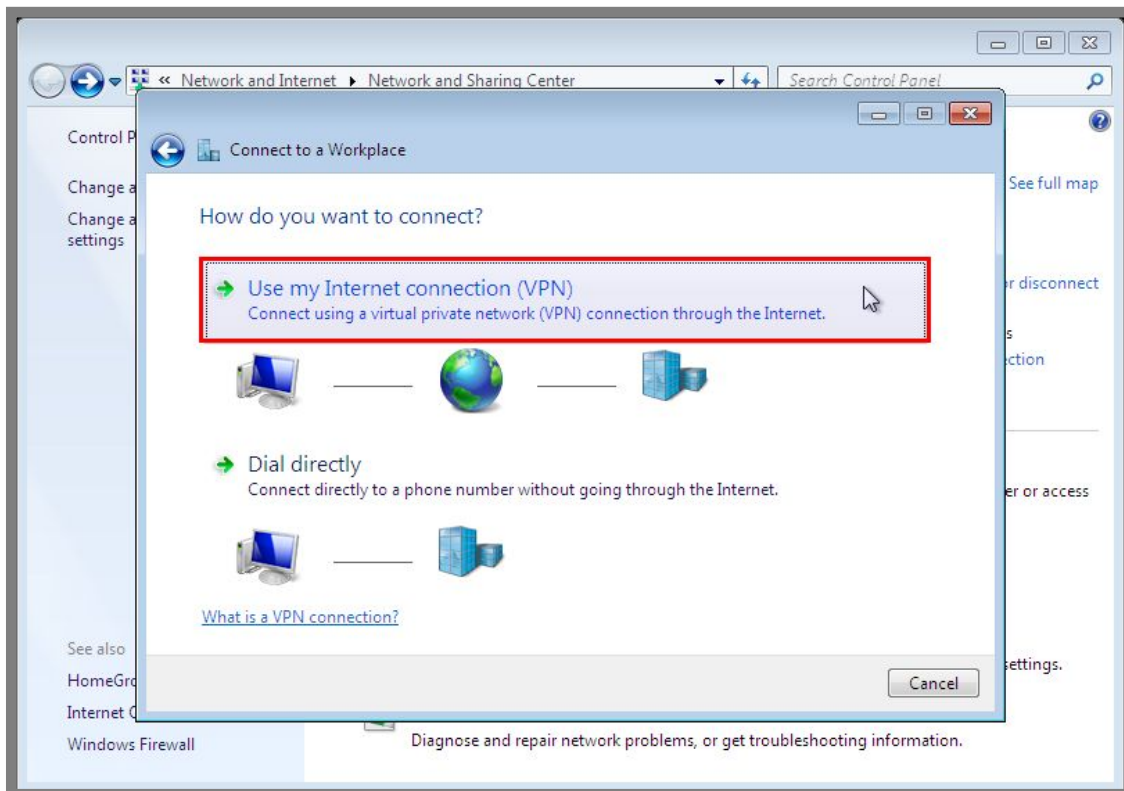 « Network and Internet ▸ Network and Sharing Center
Search Control Panel
Control P
Connect to a Workplace
Change a
See full map
Change a
settings
How do you want to connect?
Use my Internet connection (VPN)
Connect using a virtual private network (VPN) connection through the Internet.
r disconnect
s
ction
Dial directly
Connect directly to a phone number without going through the Internet.
er or access
What is a VPN connection?
See also
HomeGro
settings.
Cancel
Internet O
Windows Firewall
Diagnose and repair network problems, or get troubleshooting information.